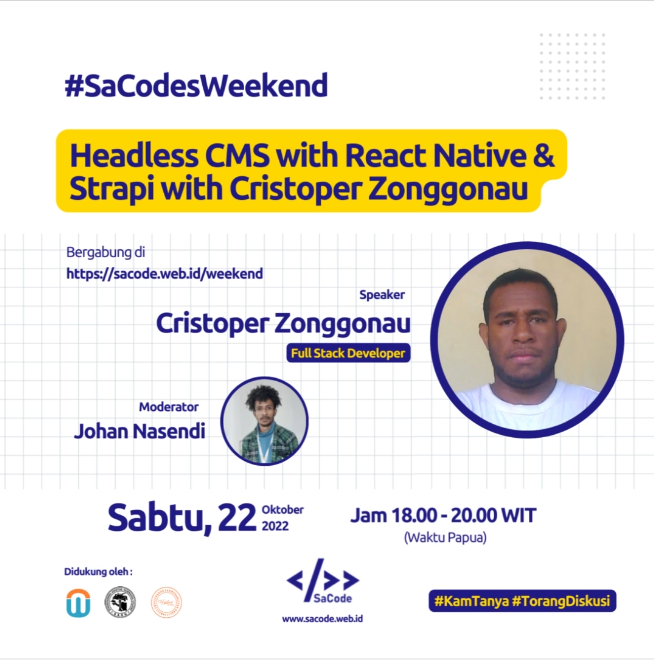 #SaCodesWeekend
Headless CMS with React Native &
Strapi with Cristoper Zonggonau
Bergabung di
https://sacode.web.id/weekend
Speaker
Cristoper Zonggonau
Full Stack Developer
Moderator
Johan Nasendi
Sabtu, 22 Oktober
2022
Jam 18.00 - 20.00 WIT
(Waktu Papua)
Didukung oleh :
</>>
SaCode
www.sacode.web.id
#KamTanya #TorangDiskusi